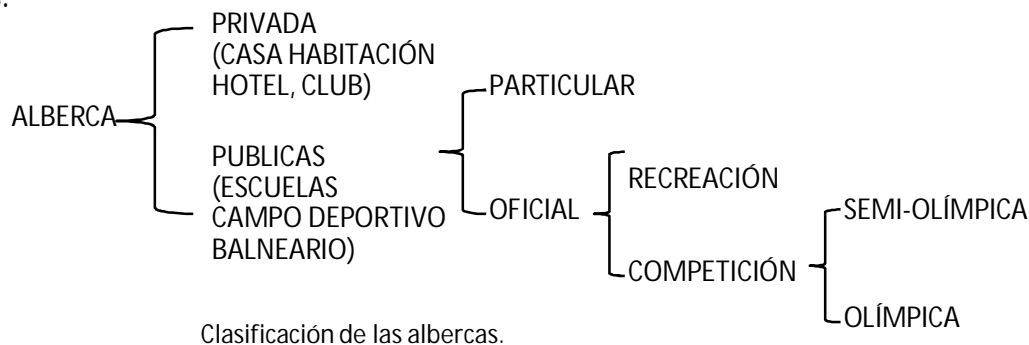 PRIVADA
(CASA HABITACIÓN
HOTEL, CLUB)
ALBERCA
PUBLICAS
(ESCUELAS
CAMPO DEPORTIVO
BALNEARIO)
PARTICULAR
OFICIAL
RECREACIÓN
COMPETICIÓN
SEMI-OLÍMPICA
OLÍMPICA
Clasificación de las albercas.